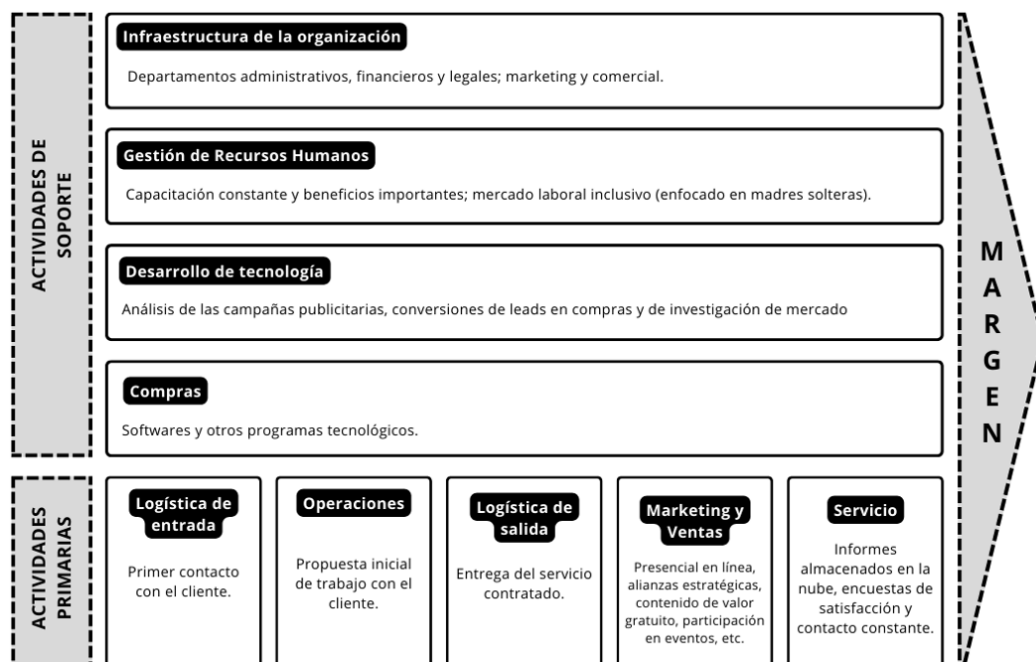 ACTIVIDADES DE
SOPORTE
Infraestructura de la organización
Departamentos administrativos, financieros y legales; marketing y comercial.
Gestión de Recursos Humanos
Capacitación constante y beneficios importantes; mercado laboral inclusivo (enfocado en madres solteras).
Desarrollo de tecnología
Análisis de las campañas publicitarias, conversiones de leads en compras y de investigación de mercado
Compras
Softwares y otros programas tecnológicos.
ACTIVIDADES
PRIMARIAS
Logística de
entrada
Primer contacto
con el cliente.
Operaciones
Propuesta inicial
de trabajo con el
cliente.
Logística de
salida
Entrega del servicio
contratado.
Marketing y
Ventas
Presencial en línea,
alianzas estratégicas,
contenido de valor
gratuito, participación
en eventos, etc.
Servicio
Informes
almacenados en la
nube, encuestas de
satisfacción y
contacto constante.
MARGEN